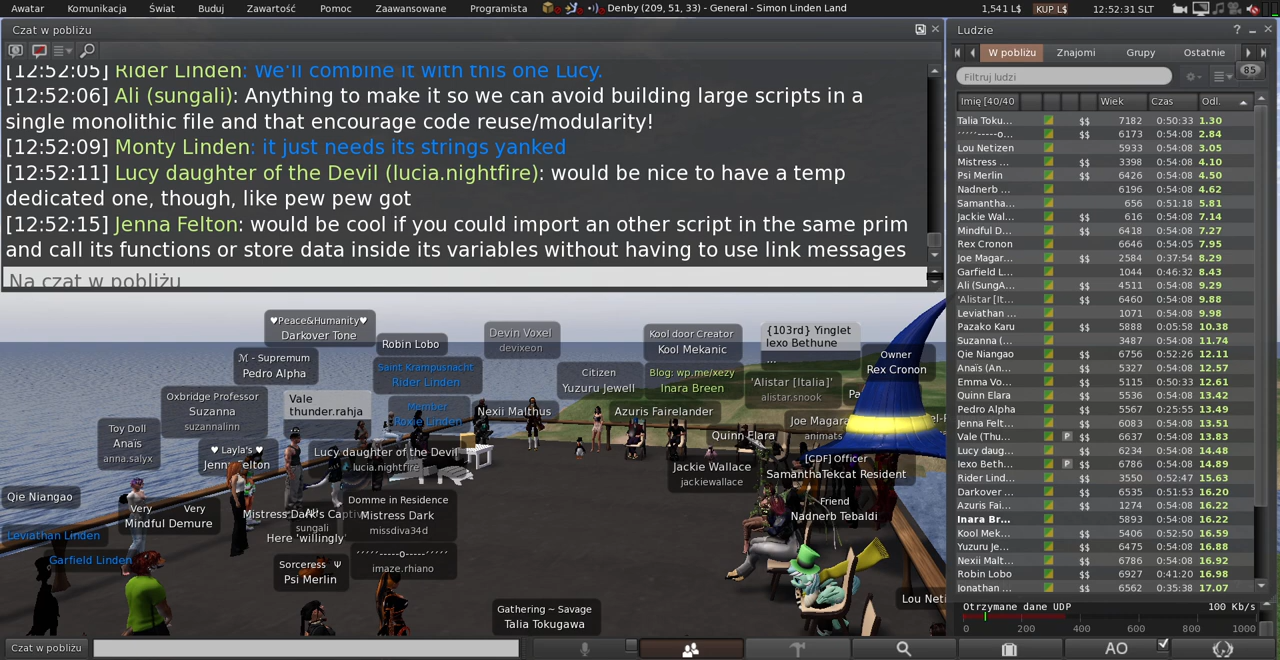 Awatar Komunikacja Świat Buduj Zawartość Pomoc Zaawansowane Programista Denby (209, 51, 33) - General - Simon Linden Land 1,541 L$ KUP L$ 12:52:31 SLT
Czat w pobliżu
[12:52:05] Rider Linden: We'll combine it with this one Lucy.
[12:52:06] Ali (sungali): Anything to make it so we can avoid building large scripts in a
single monolithic file and that encourage code reuse/modularity!
[12:52:09] Monty Linden: it just needs its strings yanked
[12:52:11] Lucy daughter of the Devil (lucia.nightfire): would be nice to have a temp
dedicated one, though, like pew pew got
[12:52:15] Jenna Felton: would be cool if you could import an other script in the same prim
and call its functions or store data inside its variables without having to use link messages
Na czat w pobliżu
♥Peace&Humanity♥
Darkover Tone
Robin Lobo
Devin Voxel
devixeon
Kool door Creator
Kool Mekanic
{103rd} Yinglet
Iexo Bethune
...
Owner
Rex Cronon
ℳ - Supremum
Pedro Alpha
Saint Krampusnacht
Rider Linden
Citizen
Yuzuru Jewell
Blog: wp.me/xezy
Inara Breen
'Alistar [Italia]'
alistar.snook
Pa
Oxbridge Professor
Suzanna
suzannalinn
Vale
thunder.rahja
Member
Roxie Linden
Nexii Malthus
Azuris Fairelander
Joe Magara
animats
Toy Doll
Anaïs
anna.salyx
♥ Layla's ♥
Jenna Felton
Lucy daughter of the Devil
lucia.nightfire
Quinn Elara
Jackie Wallace
jackiewallace
[CDF] Officer
SamanthaTekcat Resident
Qie Niangao
Very Very
Mindful Demure
Domme in Residence
Mistress Dark
missdiva34d
Friend
Nadnerb Tebaldi
Mistress Dark's
sungali
Here 'willingly'
Leviathan Linden
Garfield Linden
Sorceress Ψ
Psi Merlin
´´´´´-----o-----´´´´´
imaze.rhiano
Gathering ~ Savage
Talia Tokugawa
Lou Neti
Czat w pobliżu
Ludzie
W pobliżu Znajomi Grupy Ostatnie
Filtruj ludzi
85
Imię [40/40 Wiek Czas Odl.
Talia Toku... $$ 7182 0:50:33 1.30
´´´´´-----o... $$ 6173 0:54:08 2.84
Lou Netizen 5933 0:54:08 3.05
Mistress ... $$ 3398 0:54:08 4.10
Psi Merlin $$ 6426 0:54:08 4.50
Nadnerb ... 6196 0:54:08 4.62
Samantha... 656 0:51:18 5.81
Jackie Wal... $$ 616 0:54:08 7.14
Mindful D... $$ 6418 0:54:08 7.27
Rex Cronon 6646 0:54:05 7.95
Joe Magar... $$ 2584 0:37:54 8.29
Garfield L... 1044 0:46:32 8.43
Ali (SungA... $$ 4511 0:54:08 9.29
'Alistar [It... $$ 6460 0:54:08 9.88
Leviathan ... 1071 0:54:08 9.98
Pazako Karu $$ 5888 0:05:58 10.38
Suzanna (... 3487 0:54:08 11.74
Qie Niangao $$ 6756 0:52:26 12.11
Anaïs (An... $$ 5327 0:54:08 12.57
Emma Vo... $$ 5115 0:50:33 12.61
Quinn Elara $$ 5536 0:54:08 13.42
Pedro Alpha $$ 5567 0:25:55 13.49
Jenna Felt... $$ 6083 0:54:08 13.51
Vale (Thu... P $$ 6637 0:54:08 13.83
Lucy daug... $$ 6234 0:54:08 14.48
Iexo Beth... P $$ 6786 0:54:08 14.89
Rider Lind... $$ 3550 0:52:47 15.63
Darkover ... $$ 6535 0:51:53 16.20
Azuris Fai... $$ 1274 0:54:08 16.22
Inara Br... 5893 0:54:08 16.22
Kool Mek... $$ 5406 0:52:50 16.59
Yuzuru Je... $$ 6475 0:54:08 16.88
Nexii Malt... $$ 6786 0:54:08 16.92
Robin Lobo $$ 6927 0:41:20 16.98
Jonathan ... $$ 6562 0:35:38 17.07
Otrzymane dane UDP 100 Kb/s
0 200 400 600 800 1000
AO